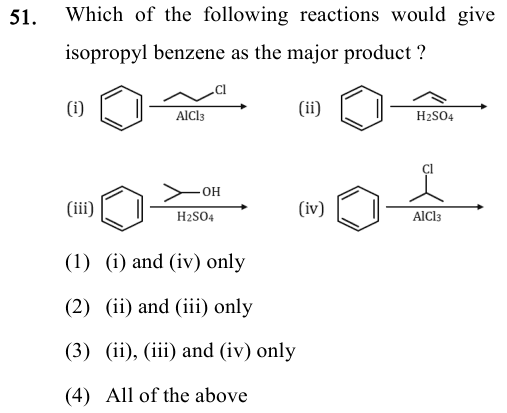 51. Which of the following reactions would give
isopropyl benzene as the major product ?
(i) Cl AlCl3 (ii) H2SO4
(iii) OH H2SO4 (iv) Cl AlCl3
(1) (i) and (iv) only
(2) (ii) and (iii) only
(3) (ii), (iii) and (iv) only
(4) All of the above